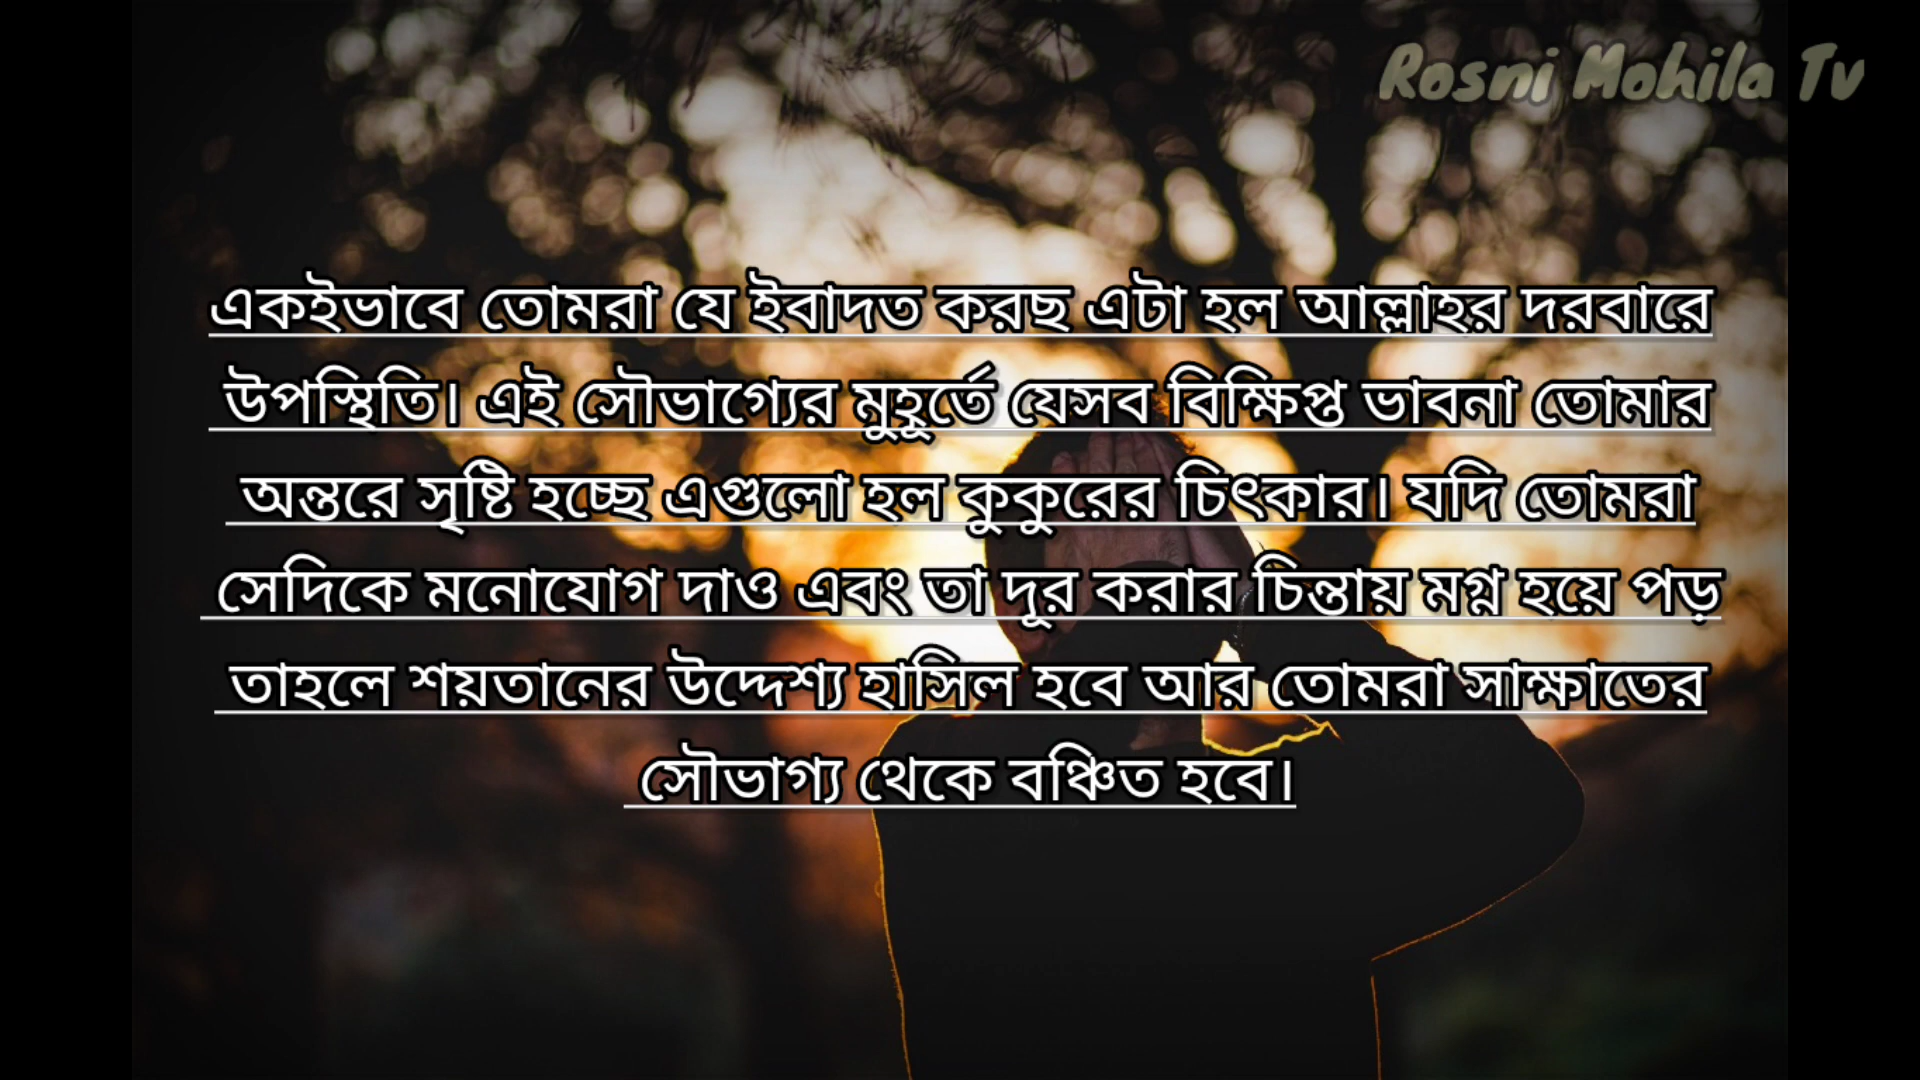 Rosni Mohila Tv
একইভাবে তোমরা যে ইবাদত করছ এটা হল আল্লাহর দরবারে
উপস্থিতি। এই সৌভাগ্যের মুহূর্তে যেসব বিক্ষিপ্ত ভাবনা তোমার
অন্তরে সৃষ্টি হচ্ছে এগুলো হল কুকুরের চিৎকার। যদি তোমরা
সেদিকে মনোযোগ দাও এবং তা দূর করার চিন্তায় মগ্ন হয়ে পড়
তাহলে শয়তানের উদ্দেশ্য হাসিল হবে আর তোমরা সাক্ষাতের
সৌভাগ্য থেকে বঞ্চিত হবে।